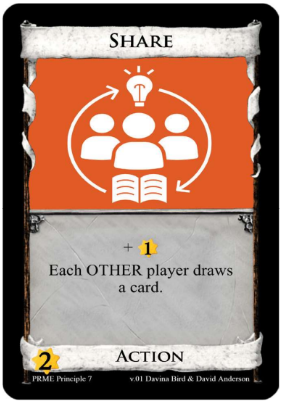 SHARE
+ 1
Each OTHER player draws
a card.
2
ACTION
PRME Principle 7 v.01 Davina Bird & David Anderson